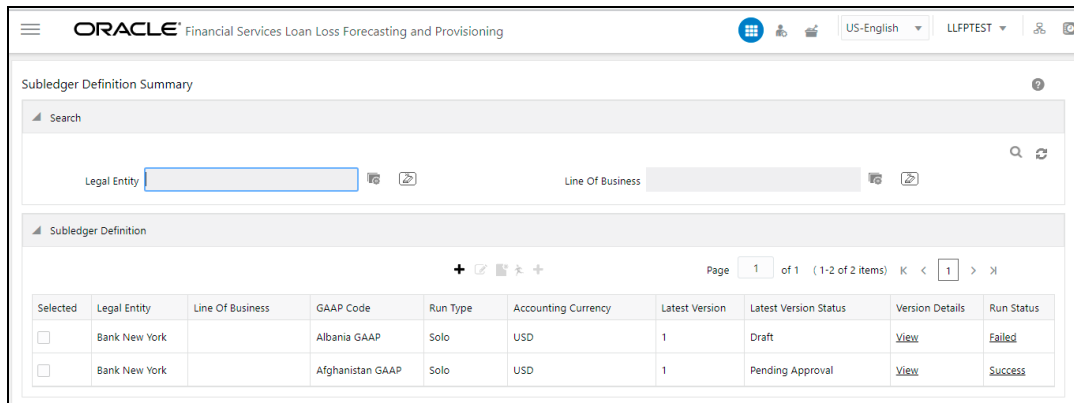 ORACLE Financial Services Loan Loss Forecasting and Provisioning US-English LLFPTEST
Subledger Definition Summary
Search
Legal Entity Line Of Business
Subledger Definition
Page 1 of 1 (1-2 of 2 items) 1
Selected Legal Entity Line Of Business GAAP Code Run Type Accounting Currency Latest Version Latest Version Status Version Details Run Status
Bank New York Albania GAAP Solo USD 1 Draft View Failed
Bank New York Afghanistan GAAP Solo USD 1 Pending Approval View Success